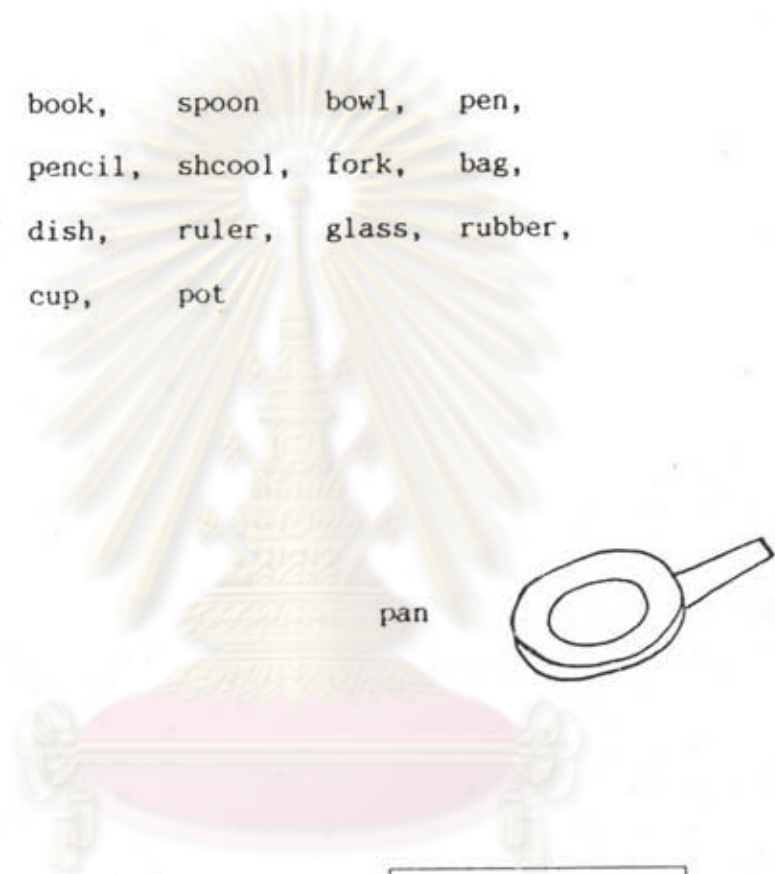 book, spoon bowl, pen,
pencil, shcool, fork, bag,
dish, ruler, glass, rubber,
cup, pot
pan